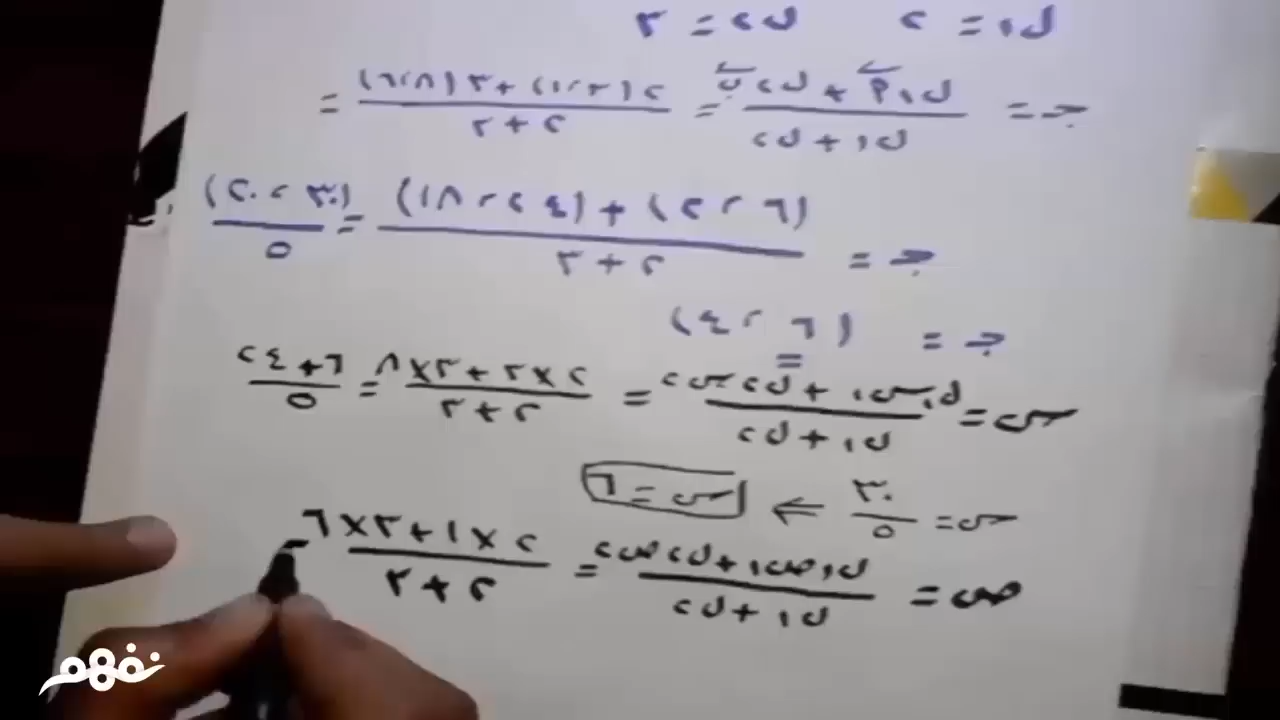 ل١ = ٢ ل٢ = ٣
جـ = (ل١ أ + ل٢ ب) / (ل١ + ل٢) = (٢(٣، ١) + ٣(٨، ٦)) / (٢ + ٣) =
جـ = ((٦، ٢) + (٢٤، ١٨)) / (٢ + ٣) = (٣٠، ٢٠) / ٥
جـ = (٦، ٤)
س = (ل١ س١ + ل٢ س٢) / (ل١ + ل٢) = (٢ × ٣ + ٣ × ٨) / (٢ + ٣) = (٦ + ٢٤) / ٥
س = ٣٠ / ٥ ⇐ س = ٦
ص = (ل١ ص١ + ل٢ ص٢) / (ل١ + ل٢) = (٢ × ١ + ٣ × ٦) / (٢ + ٣) =
نفهم